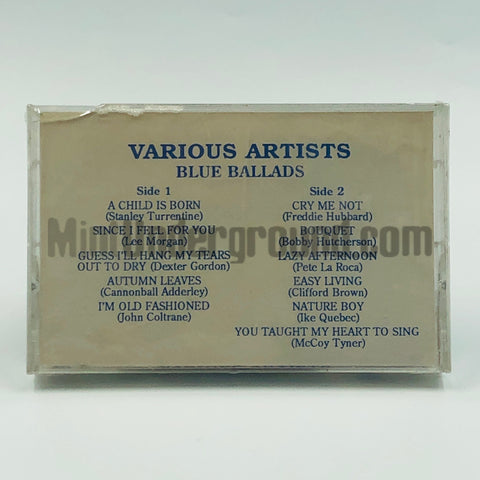 VARIOUS ARTISTS
BLUE BALLADS
Side 1
A CHILD IS BORN
(Stanley Turrentine)
SINCE I FELL FOR YOU
(Lee Morgan)
GUESS I'LL HANG MY TEARS
OUT TO DRY (Dexter Gordon)
AUTUMN LEAVES
(Cannonball Adderley)
I'M OLD FASHIONED
(John Coltrane)
Side 2
CRY ME NOT
(Freddie Hubbard)
BOUQUET
(Bobby Hutcherson)
LAZY AFTERNOON
(Pete La Roca)
EASY LIVING
(Clifford Brown)
NATURE BOY
(Ike Quebec)
YOU TAUGHT MY HEART TO SING
(McCoy Tyner)
MintUnderground.com